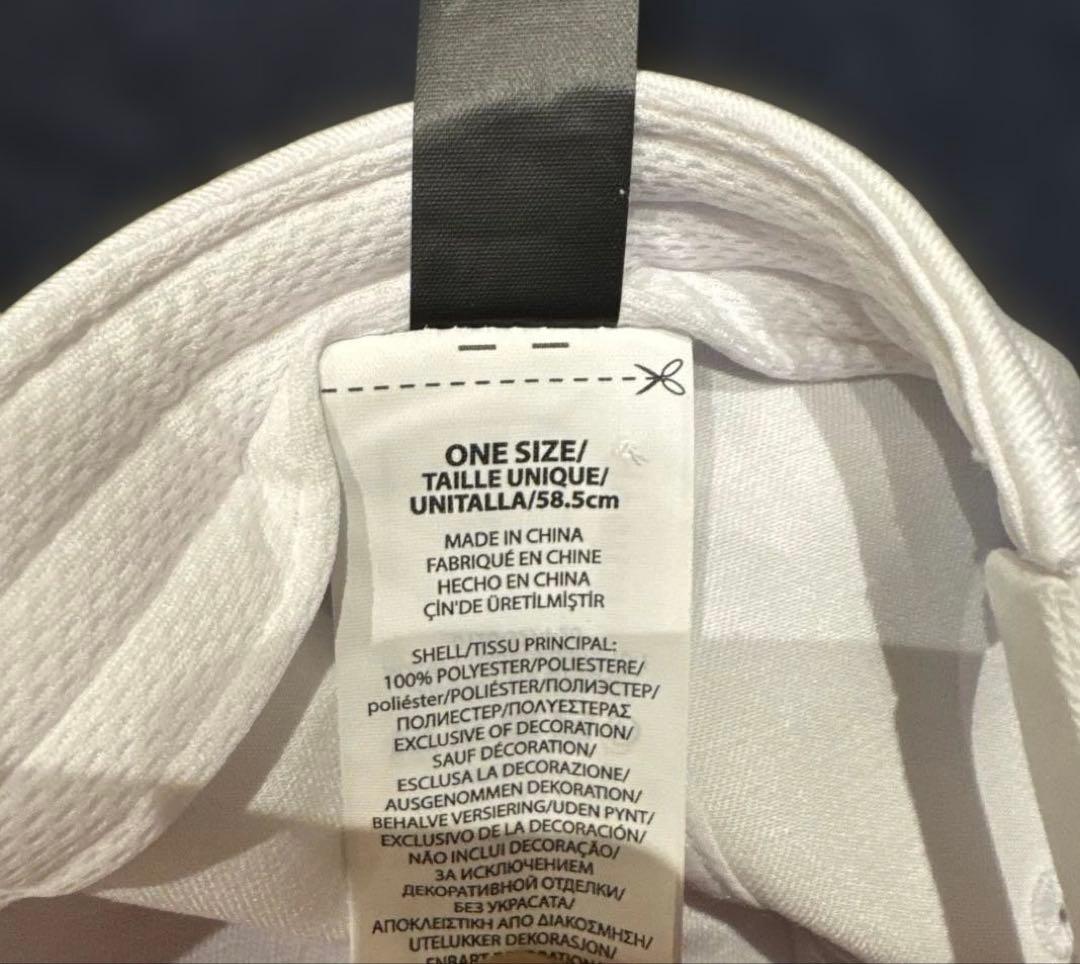 ONE SIZE/
TAILLE UNIQUE/
UNITALLA/58.5cm
MADE IN CHINA
FABRIQUÉ EN CHINE
HECHO EN CHINA
ÇİN'DE ÜRETİLMİŞTİR
SHELL/TISSU PRINCIPAL:
100% POLYESTER/POLIESTERE/
poliéster/POLIÉSTER/ПОЛИЭСТЕР/
ПОЛИЕСТЕР/ΠΟΛΥΕΣΤΕΡΑΣ
EXCLUSIVE OF DECORATION/
SAUF DÉCORATION/
ESCLUSA LA DECORAZIONE/
AUSGENOMMEN DEKORATION/
BEHALVE VERSIERING/UDEN PYNT/
EXCLUSIVO DE LA DECORACIÓN/
NÃO INCLUI DECORAÇÃO/
ЗА ИСКЛЮЧЕНИЕМ
ДЕКОРАТИВНОЙ ОТДЕЛКИ/
БЕЗ УКРАСАТА/
ΑΠΟΚΛΕΙΣΤΙΚΗ ΑΠΟ ΔΙΑΚΟΣΜΗΣΗ/
UTELUKKER DEKORASJON/